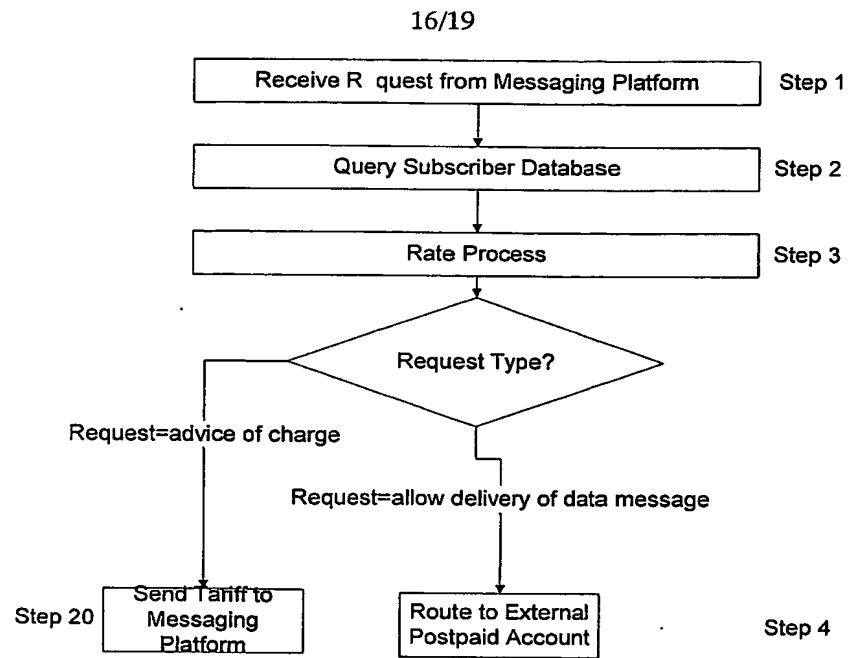 16/19
Receive R quest from Messaging Platform
Step 1
Query Subscriber Database
Step 2
Rate Process
Step 3
Request Type?
Request=advice of charge
Request=allow delivery of data message
Step 20
Send Tariff to
Messaging
Platform
Route to External
Postpaid Account
Step 4